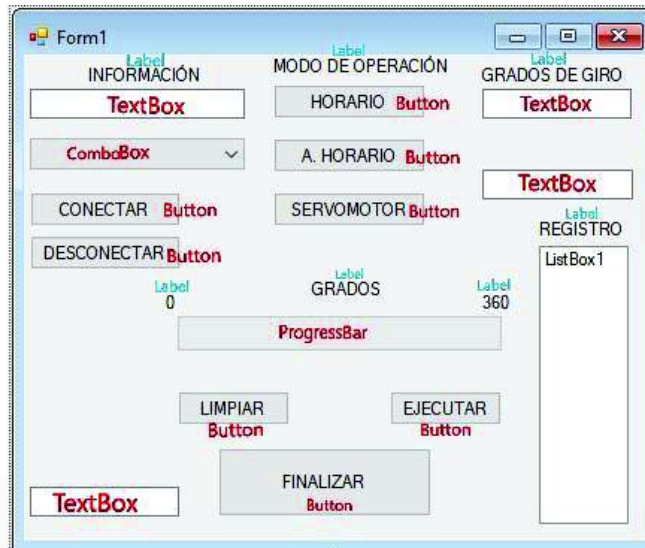 Form1
Label Label Label
INFORMACIÓN MODO DE OPERACIÓN GRADOS DE GIRO
TextBox HORARIO Button TextBox
ComboBox A. HORARIO Button
TextBox
CONECTAR Button SERVOMOTOR Button
Label
REGISTRO
DESCONECTAR Button
ListBox1
Label Label Label
0 GRADOS 360
ProgressBar
LIMPIAR EJECUTAR
Button Button
FINALIZAR
Button
TextBox